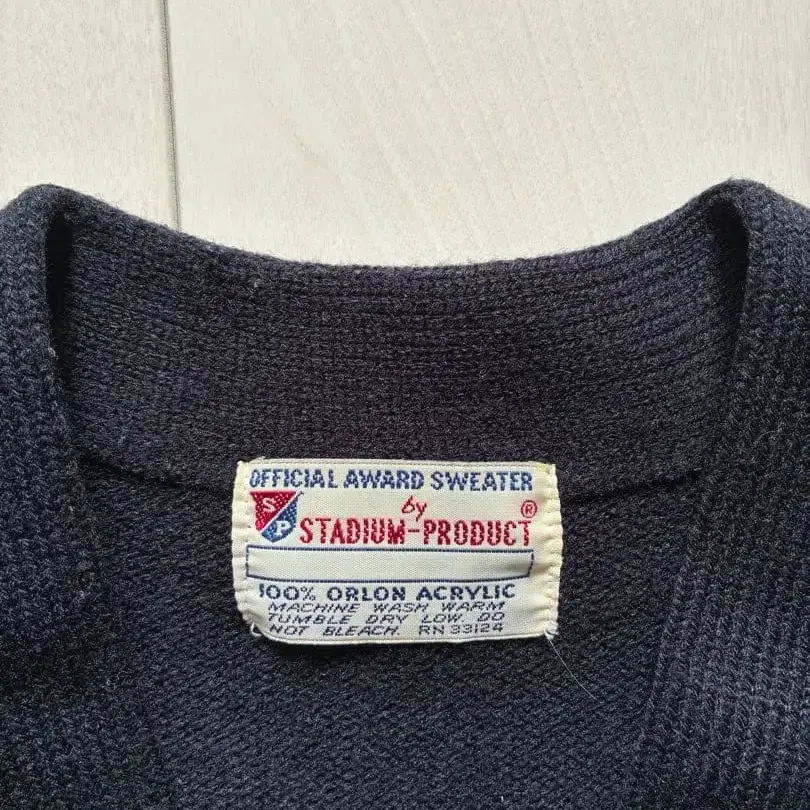 OFFICIAL AWARD SWEATER
by
SP STADIUM-PRODUCT ®
100% ORLON ACRYLIC
MACHINE WASH WARM
TUMBLE DRY LOW. DO
NOT BLEACH. RN 33124